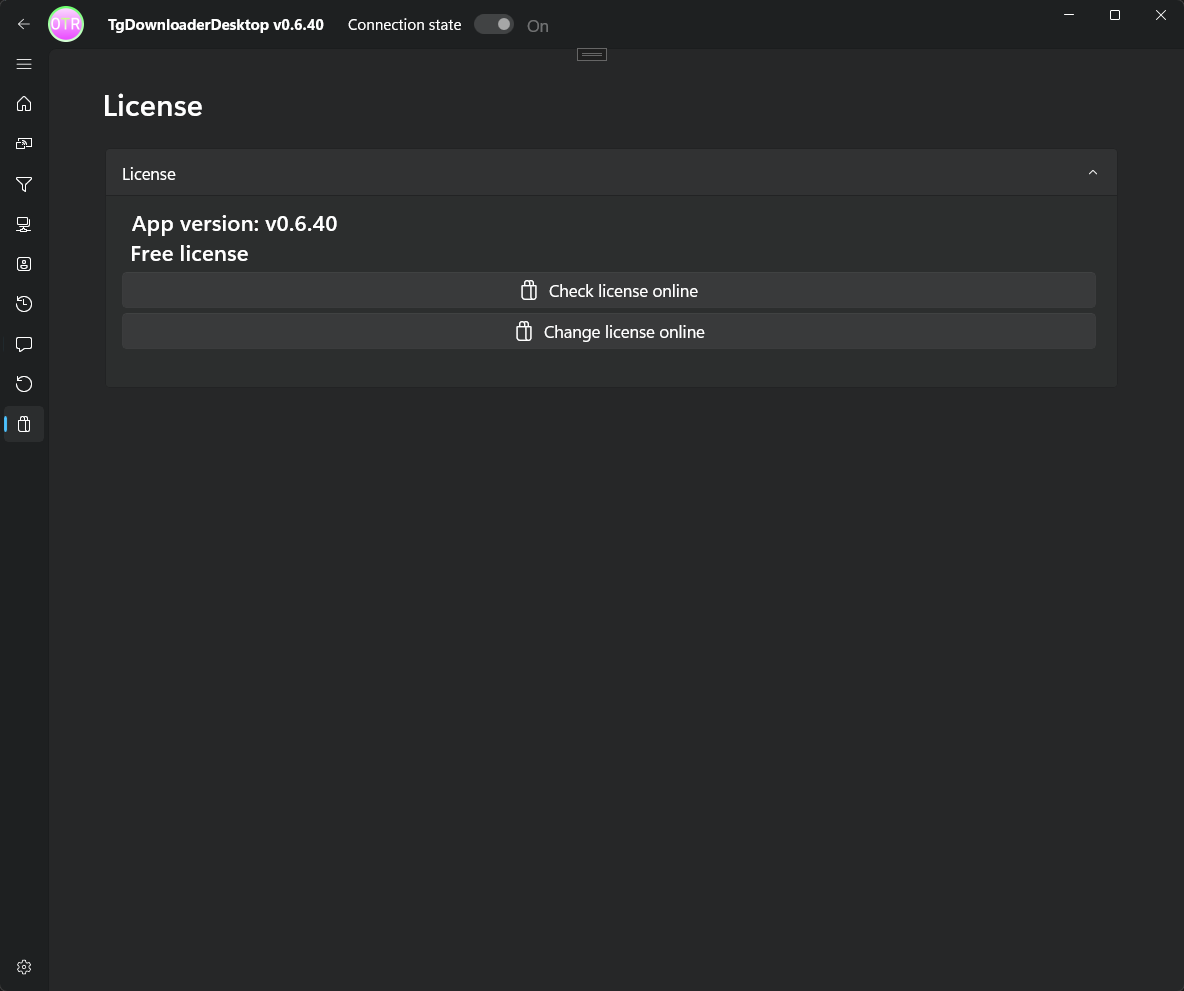 OTR TgDownloaderDesktop v0.6.40 Connection state On
License
License
App version: v0.6.40
Free license
Check license online
Change license online